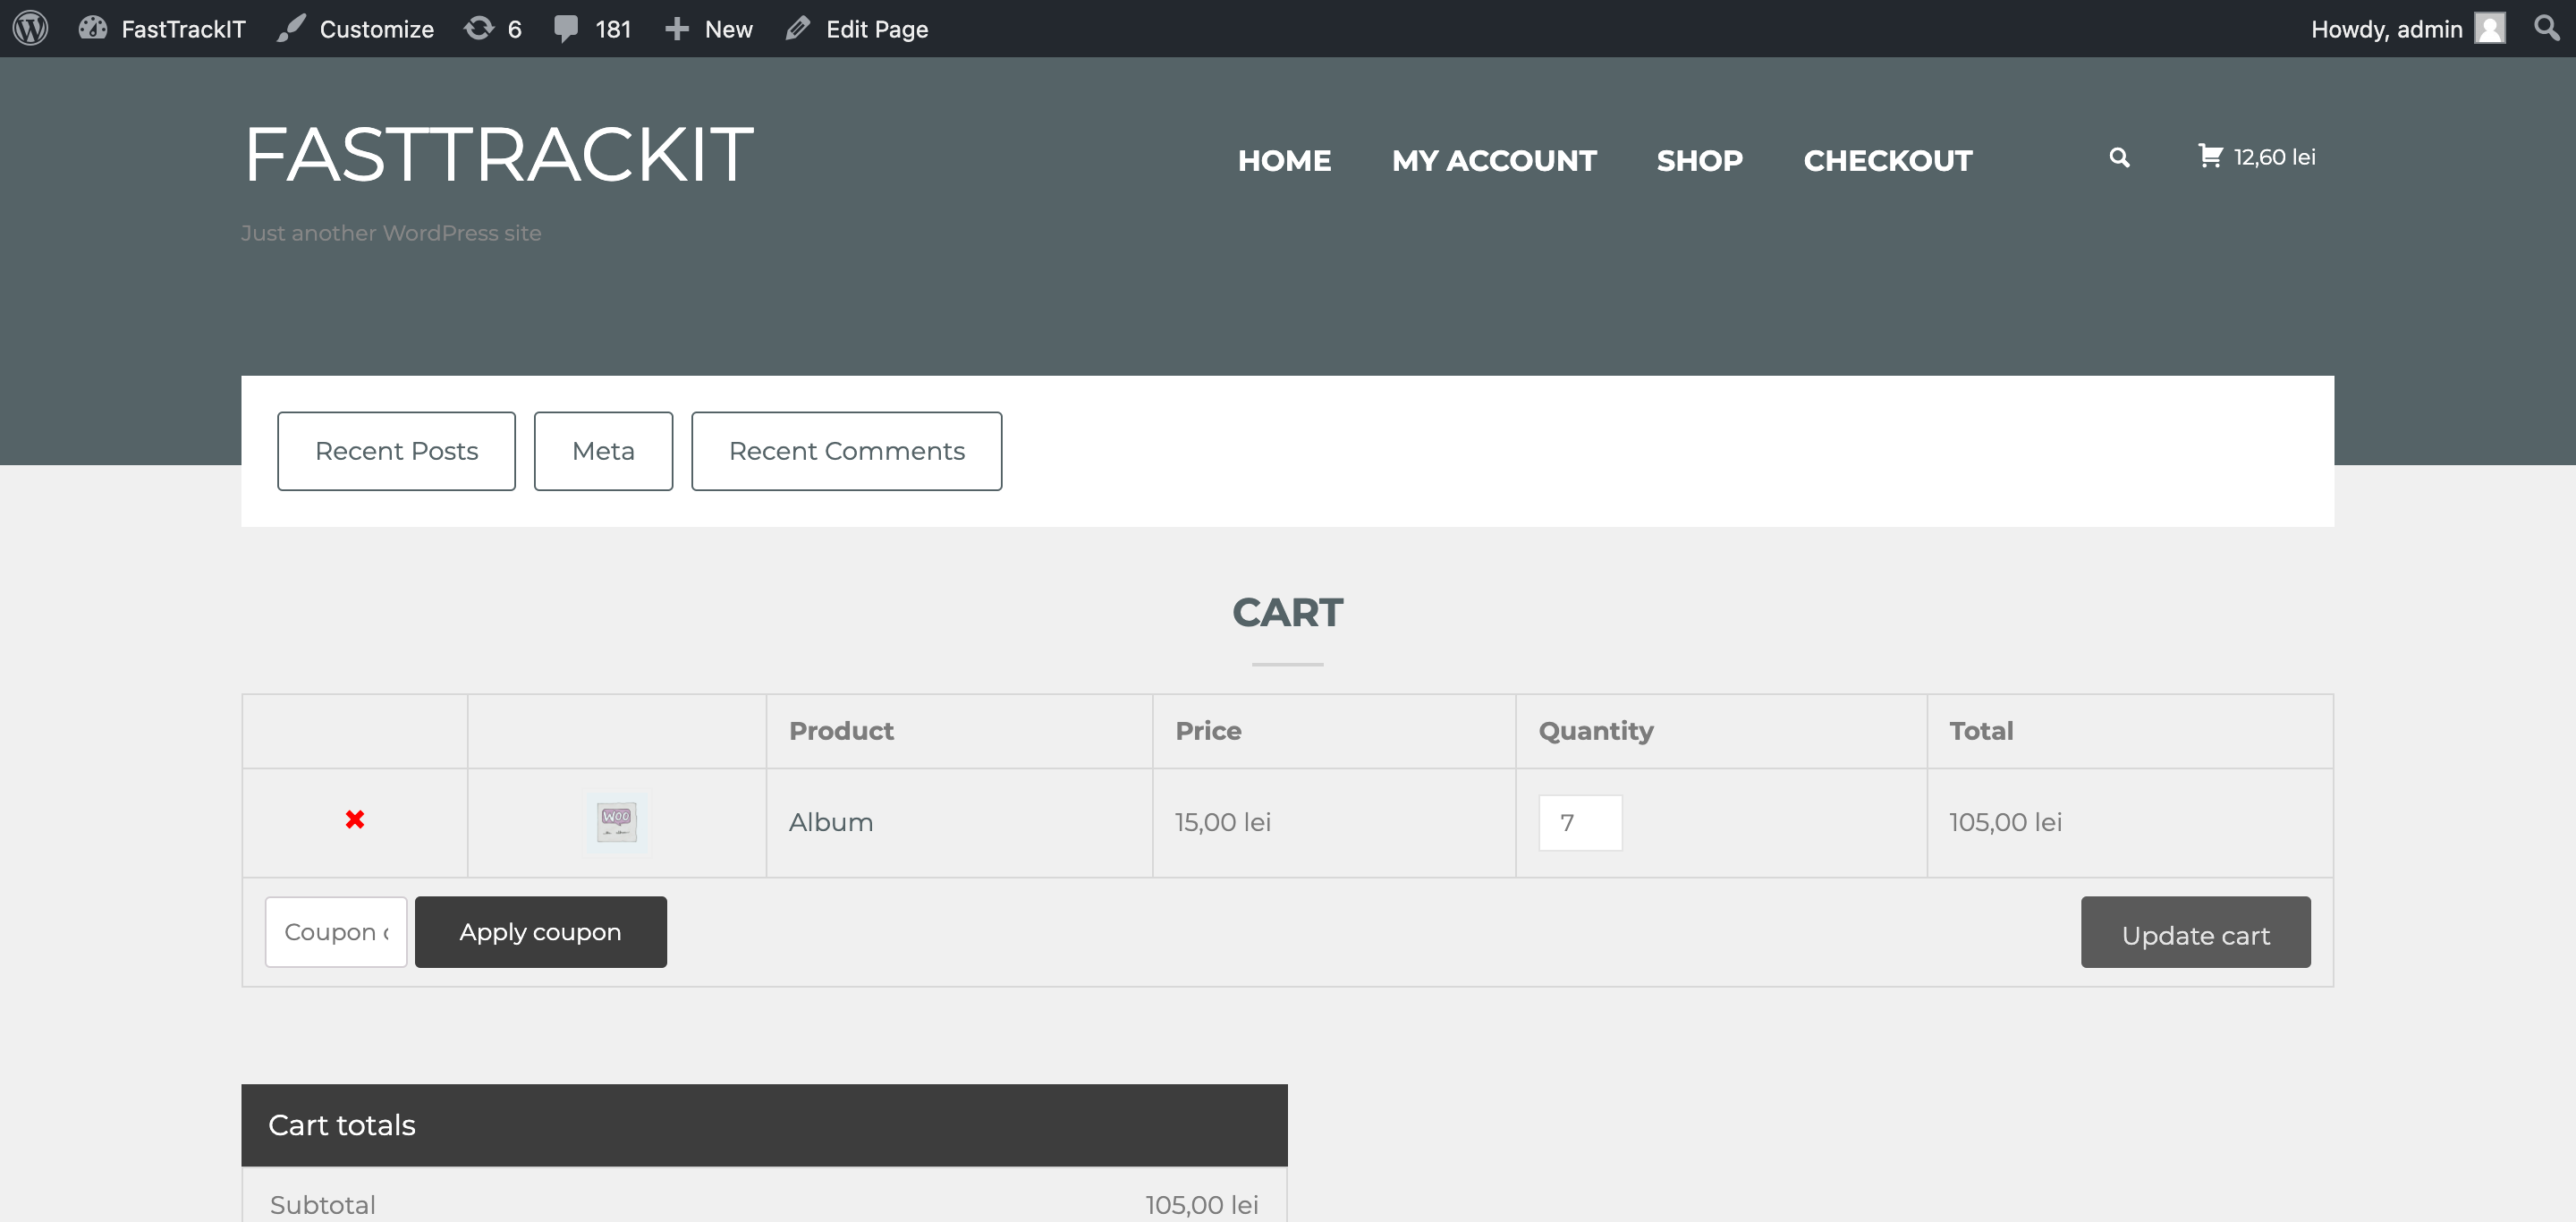 FastTrackIT Customize 6 181 New Edit Page Howdy, admin
FASTTRACKIT
HOME MY ACCOUNT SHOP CHECKOUT 12,60 lei
Just another WordPress site
Recent Posts Meta Recent Comments
CART
Product Price Quantity Total
WOO
Album 15,00 lei 7 105,00 lei
Coupon Apply coupon Update cart
Cart totals
Subtotal 105,00 lei